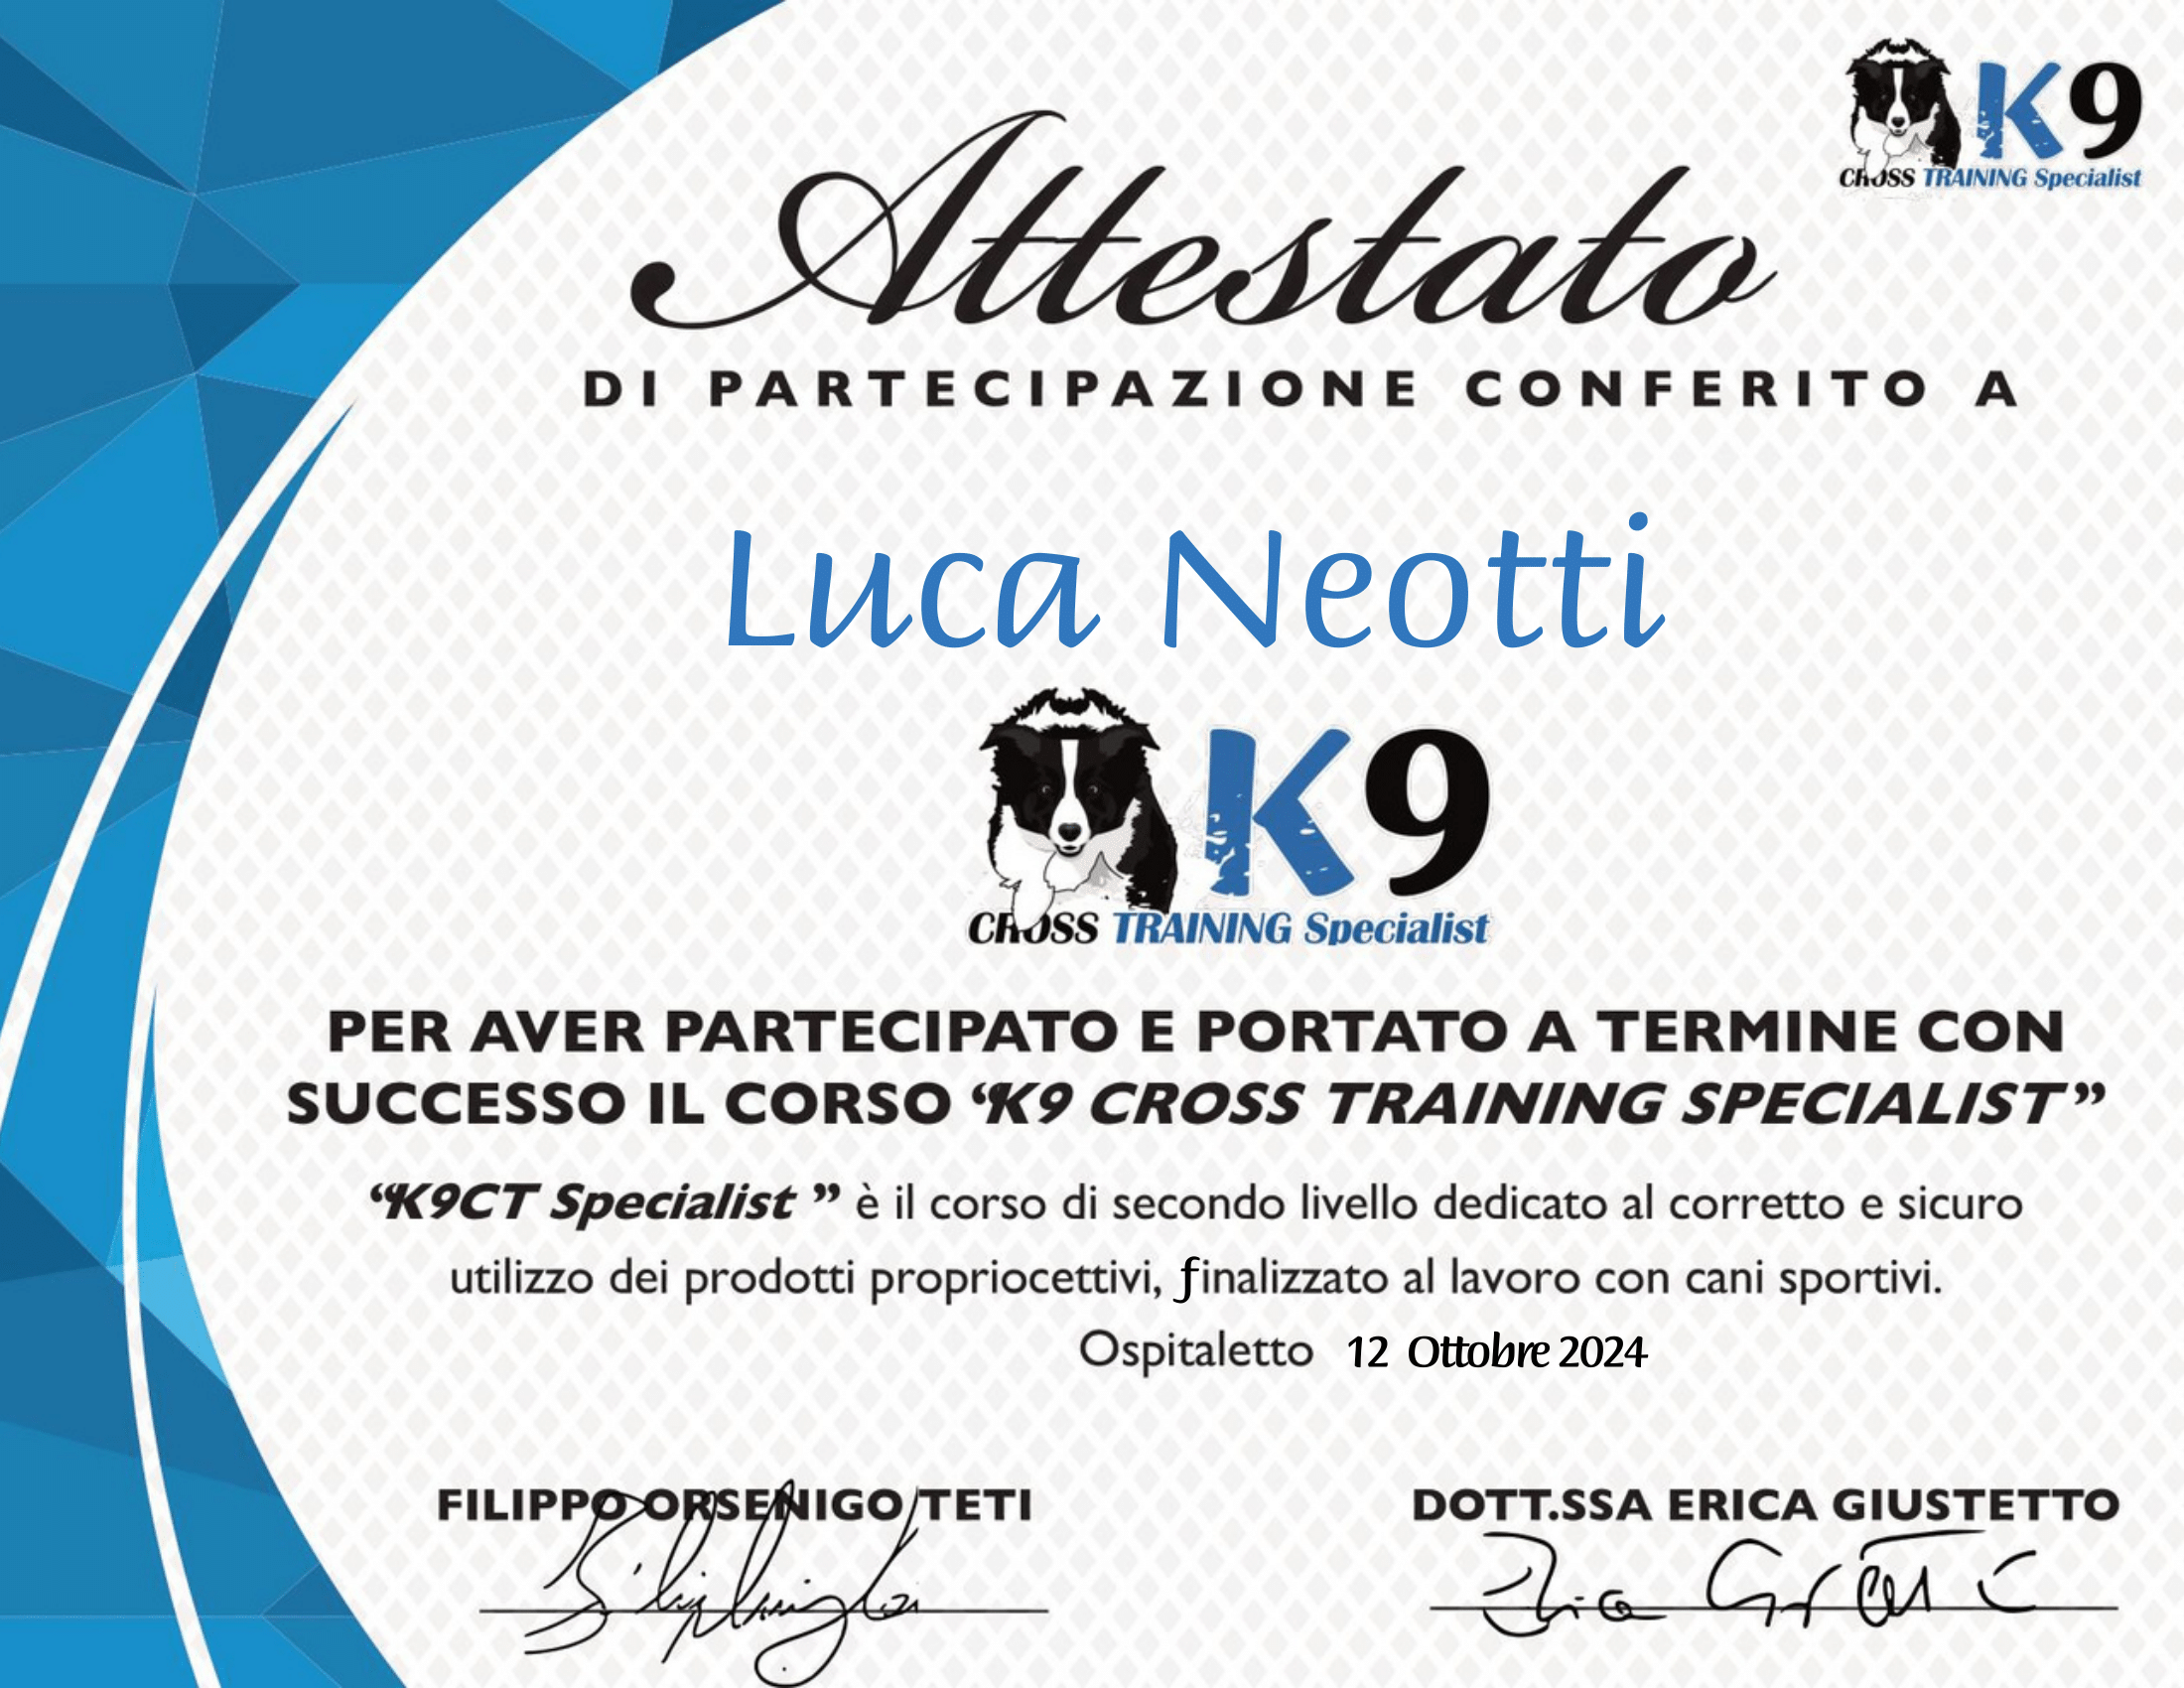 K9
CROSS TRAINING Specialist
Attestato
DI PARTECIPAZIONE CONFERITO A
Luca Neotti
K9
CROSS TRAINING Specialist
PER AVER PARTECIPATO E PORTATO A TERMINE CON
SUCCESSO IL CORSO “K9 CROSS TRAINING SPECIALIST”
“K9CT Specialist ” è il corso di secondo livello dedicato al corretto e sicuro
utilizzo dei prodotti propriocettivi, finalizzato al lavoro con cani sportivi.
Ospitaletto 12 Ottobre 2024
FILIPPO ORSENIGO TETI
DOTT.SSA ERICA GIUSTETTO